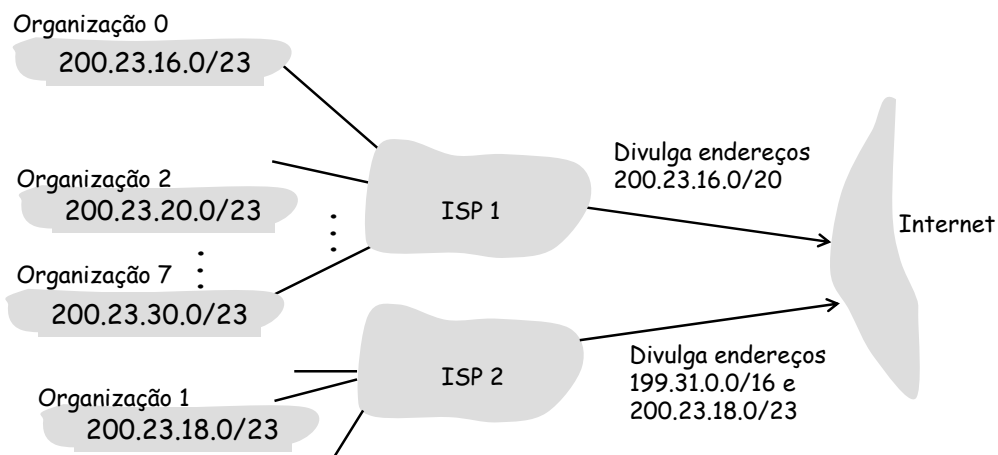 Organização 0
200.23.16.0/23
Organização 2
200.23.20.0/23
Organização 7
200.23.30.0/23
Organização 1
200.23.18.0/23
ISP 1
ISP 2
Divulga endereços
200.23.16.0/20
Divulga endereços
199.31.0.0/16 e
200.23.18.0/23
Internet